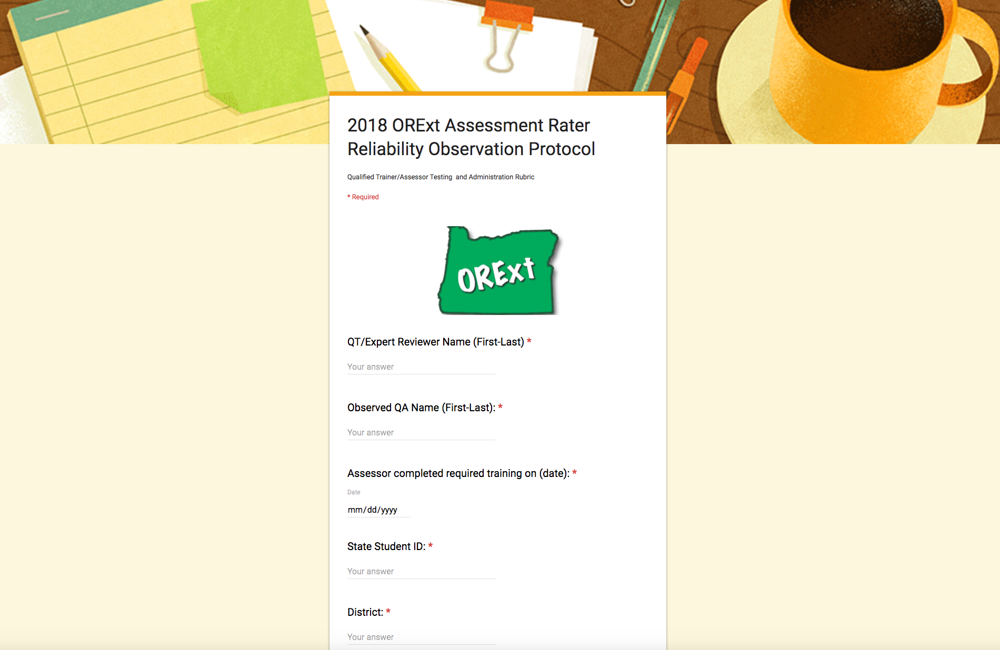 2018 ORExt Assessment Rater
Reliability Observation Protocol
Qualified Trainer/Assessor Testing  and Administration Rubric
* Required
ORExt
QT/Expert Reviewer Name (First-Last) *
Your answer
Observed QA Name (First-Last): *
Your answer
Assessor completed required training on (date): *
Date
mm/dd/yyyy
State Student ID: *
Your answer
District: *
Your answer